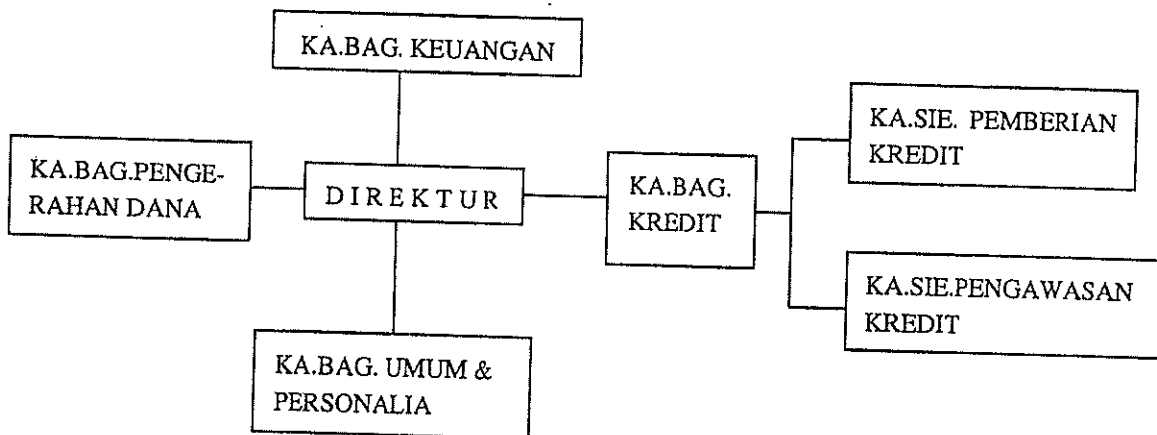 KA.BAG. KEUANGAN
KA.BAG.PENGE-
RAHAN DANA
DIREKTUR
KA.BAG.
KREDIT
KA.SIE. PEMBERIAN
KREDIT
KA.SIE.PENGAWASAN
KREDIT
KA.BAG. UMUM &
PERSONALIA